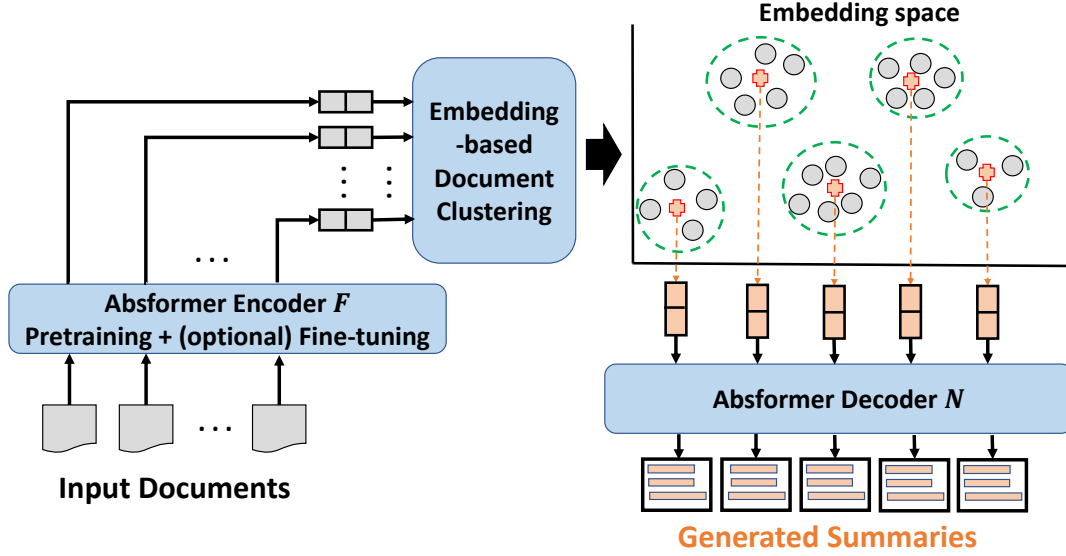 Embedding space
Embedding
-based
Document
Clustering
. . .
Absformer Encoder F
Pretraining + (optional) Fine-tuning
. . .
Input Documents
Absformer Decoder N
Generated Summaries